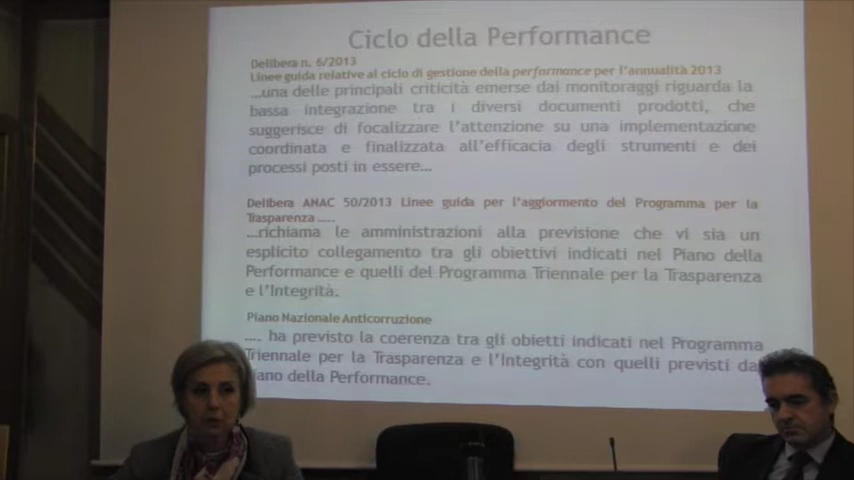 Ciclo della Performance
Delibera n. 6/2013
Linee guida relative al ciclo di gestione della performance per l'annualità 2013
...una delle principali criticità emerse dai monitoraggi riguarda la
bassa integrazione tra i diversi documenti prodotti, che
suggerisce di focalizzare l'attenzione su una implementazione
coordinata e finalizzata all'efficacia degli strumenti e dei
processi posti in essere...
Delibera ANAC 50/2013 Linee guida per l'aggiornamento del Programma per la
Trasparenza .....
...richiama le amministrazioni alla previsione che vi sia un
esplicito collegamento tra gli obiettivi indicati nel Piano della
Performance e quelli del Programma Triennale per la Trasparenza
e l'Integrità.
Piano Nazionale Anticorruzione
.... ha previsto la coerenza tra gli obietti indicati nel Programma
Triennale per la Trasparenza e l'Integrità con quelli previsti dal
Piano della Performance.